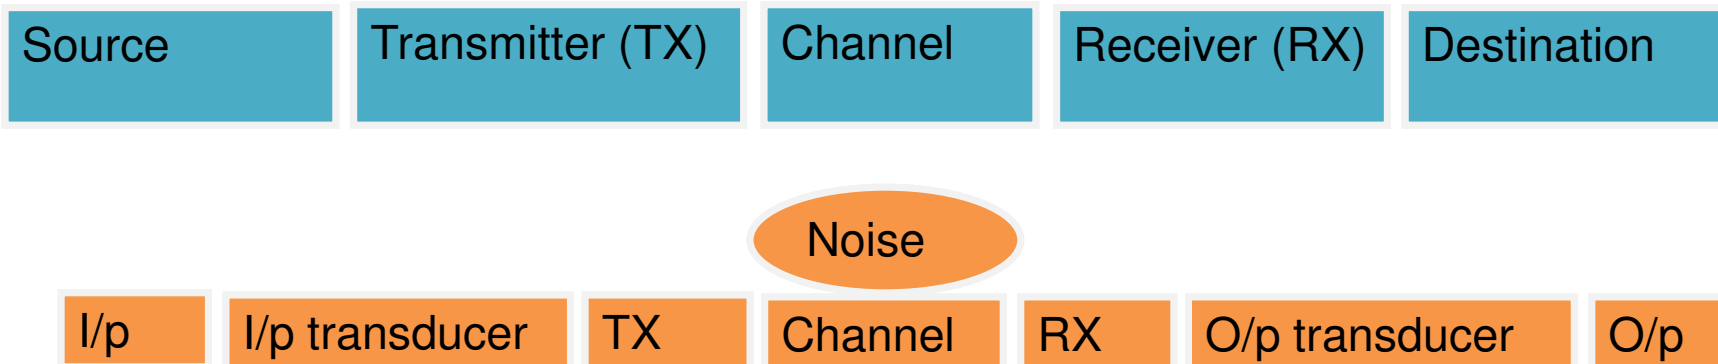 Source
Transmitter (TX)
Channel
Receiver (RX)
Destination
Noise
I/p
I/p transducer
TX
Channel
RX
O/p transducer
O/p